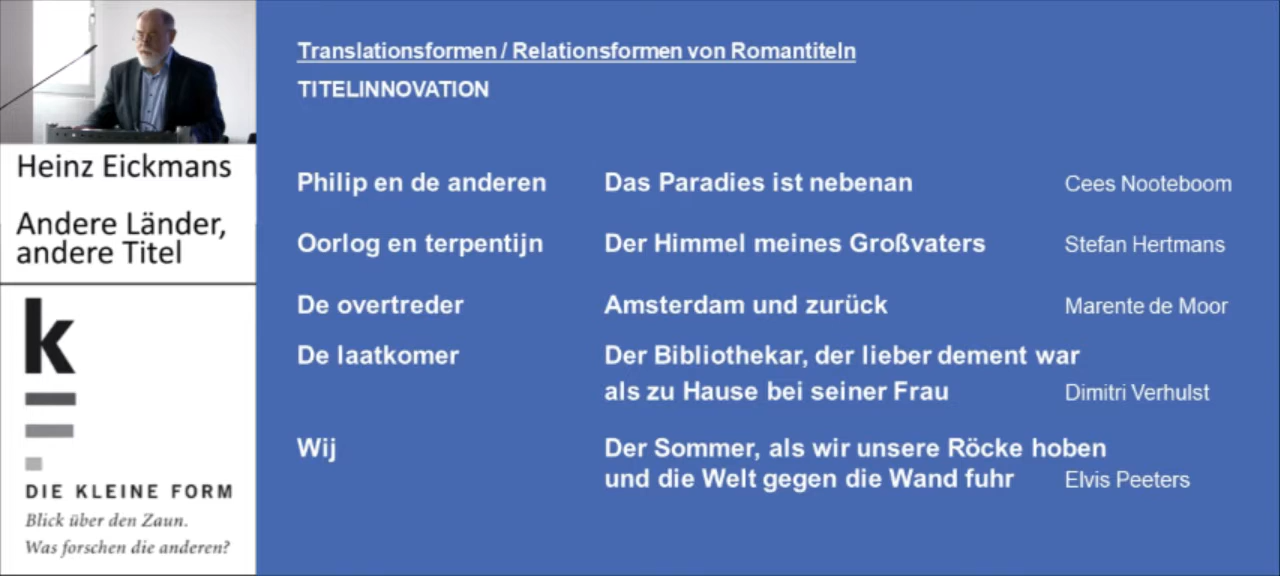 Heinz Eickmans
Andere Länder,
andere Titel
k
DIE KLEINE FORM
Blick über den Zaun.
Was forschen die anderen?
Translationsformen / Relationsformen von Romantiteln
TITELINNOVATION
Philip en de anderen Das Paradies ist nebenan Cees Nooteboom
Oorlog en terpentijn Der Himmel meines Großvaters Stefan Hertmans
De overtreder Amsterdam und zurück Marente de Moor
De laatkomer Der Bibliothekar, der lieber dement war
als zu Hause bei seiner Frau Dimitri Verhulst
Wij Der Sommer, als wir unsere Röcke hoben
und die Welt gegen die Wand fuhr Elvis Peeters